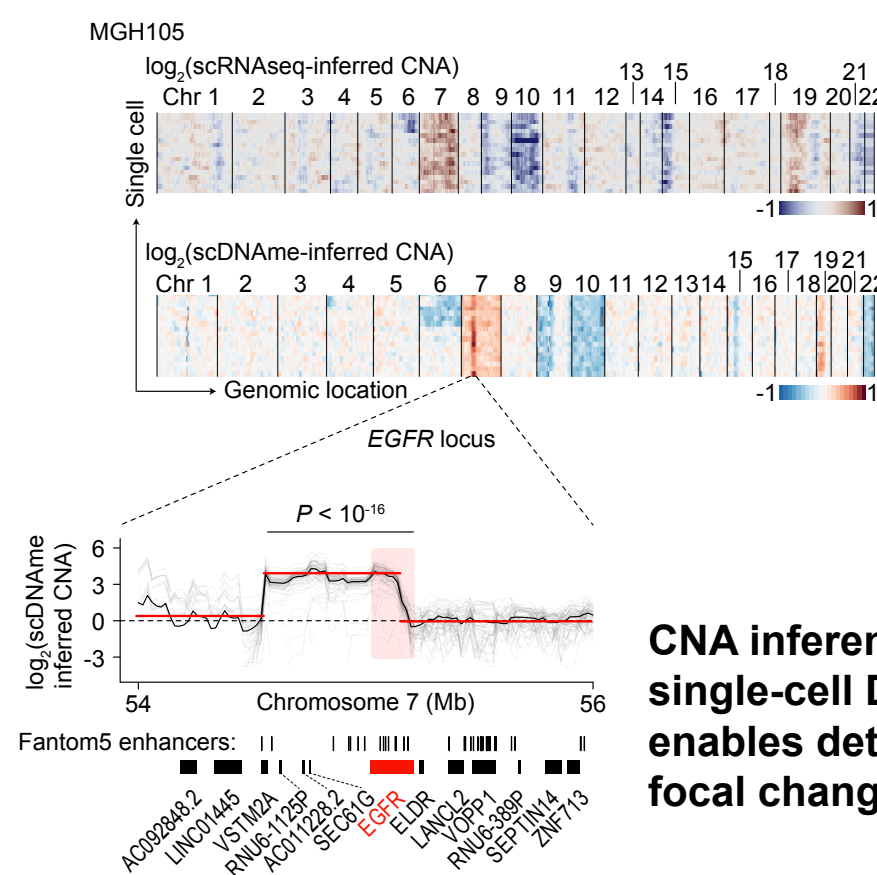 MGH105
log2(scRNAseq-inferred CNA)
13 15 18 21
Chr 1 2 3 4 5 6 7 8 9 10 11 12 14 16 17 19 20 22
Single cell
-1 1
log2(scDNAme-inferred CNA)
15 17 19 21
Chr 1 2 3 4 5 6 7 8 9 10 11 12 13 14 16 18 20 22
Genomic location
-1 1
EGFR locus
P < 10-16
log2(scDNAme
inferred CNA)
6
3
0
-3
54 Chromosome 7 (Mb) 56
Fantom5 enhancers:
AC092848.2
LINC01445
VSTM2A
RNU6-1125P
AC011228.2
SEC61G
EGFR
ELDR
LANCL2
VOPP1
RNU6-389P
SEPTIN14
ZNF713
CNA inferen
single-cell D
enables det
focal chang